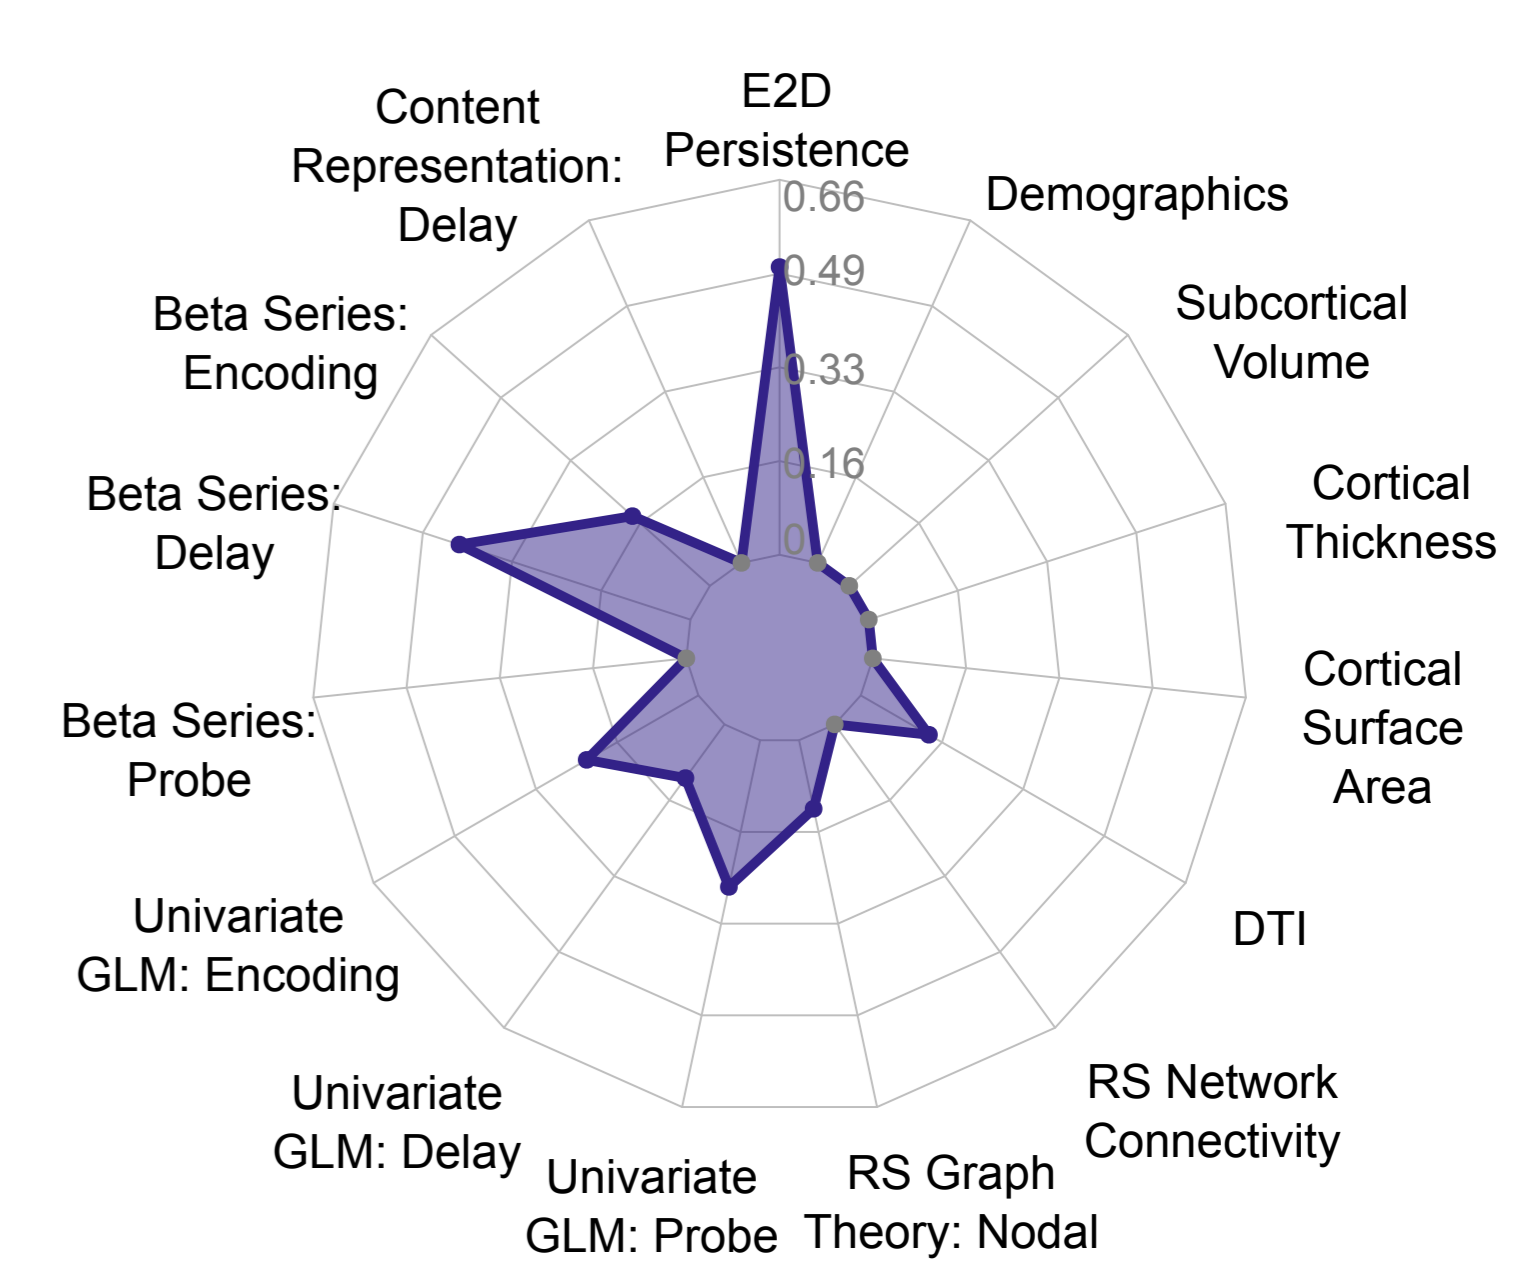 E2D
Persistence
Demographics
Subcortical
Volume
Cortical
Thickness
Cortical
Surface
Area
DTI
RS Network
Connectivity
RS Graph
Theory: Nodal
Univariate
GLM: Probe
Univariate
GLM: Delay
Univariate
GLM: Encoding
Beta Series:
Probe
Beta Series:
Delay
Beta Series:
Encoding
Content
Representation:
Delay
0.66
0.49
0.33
0.16
0